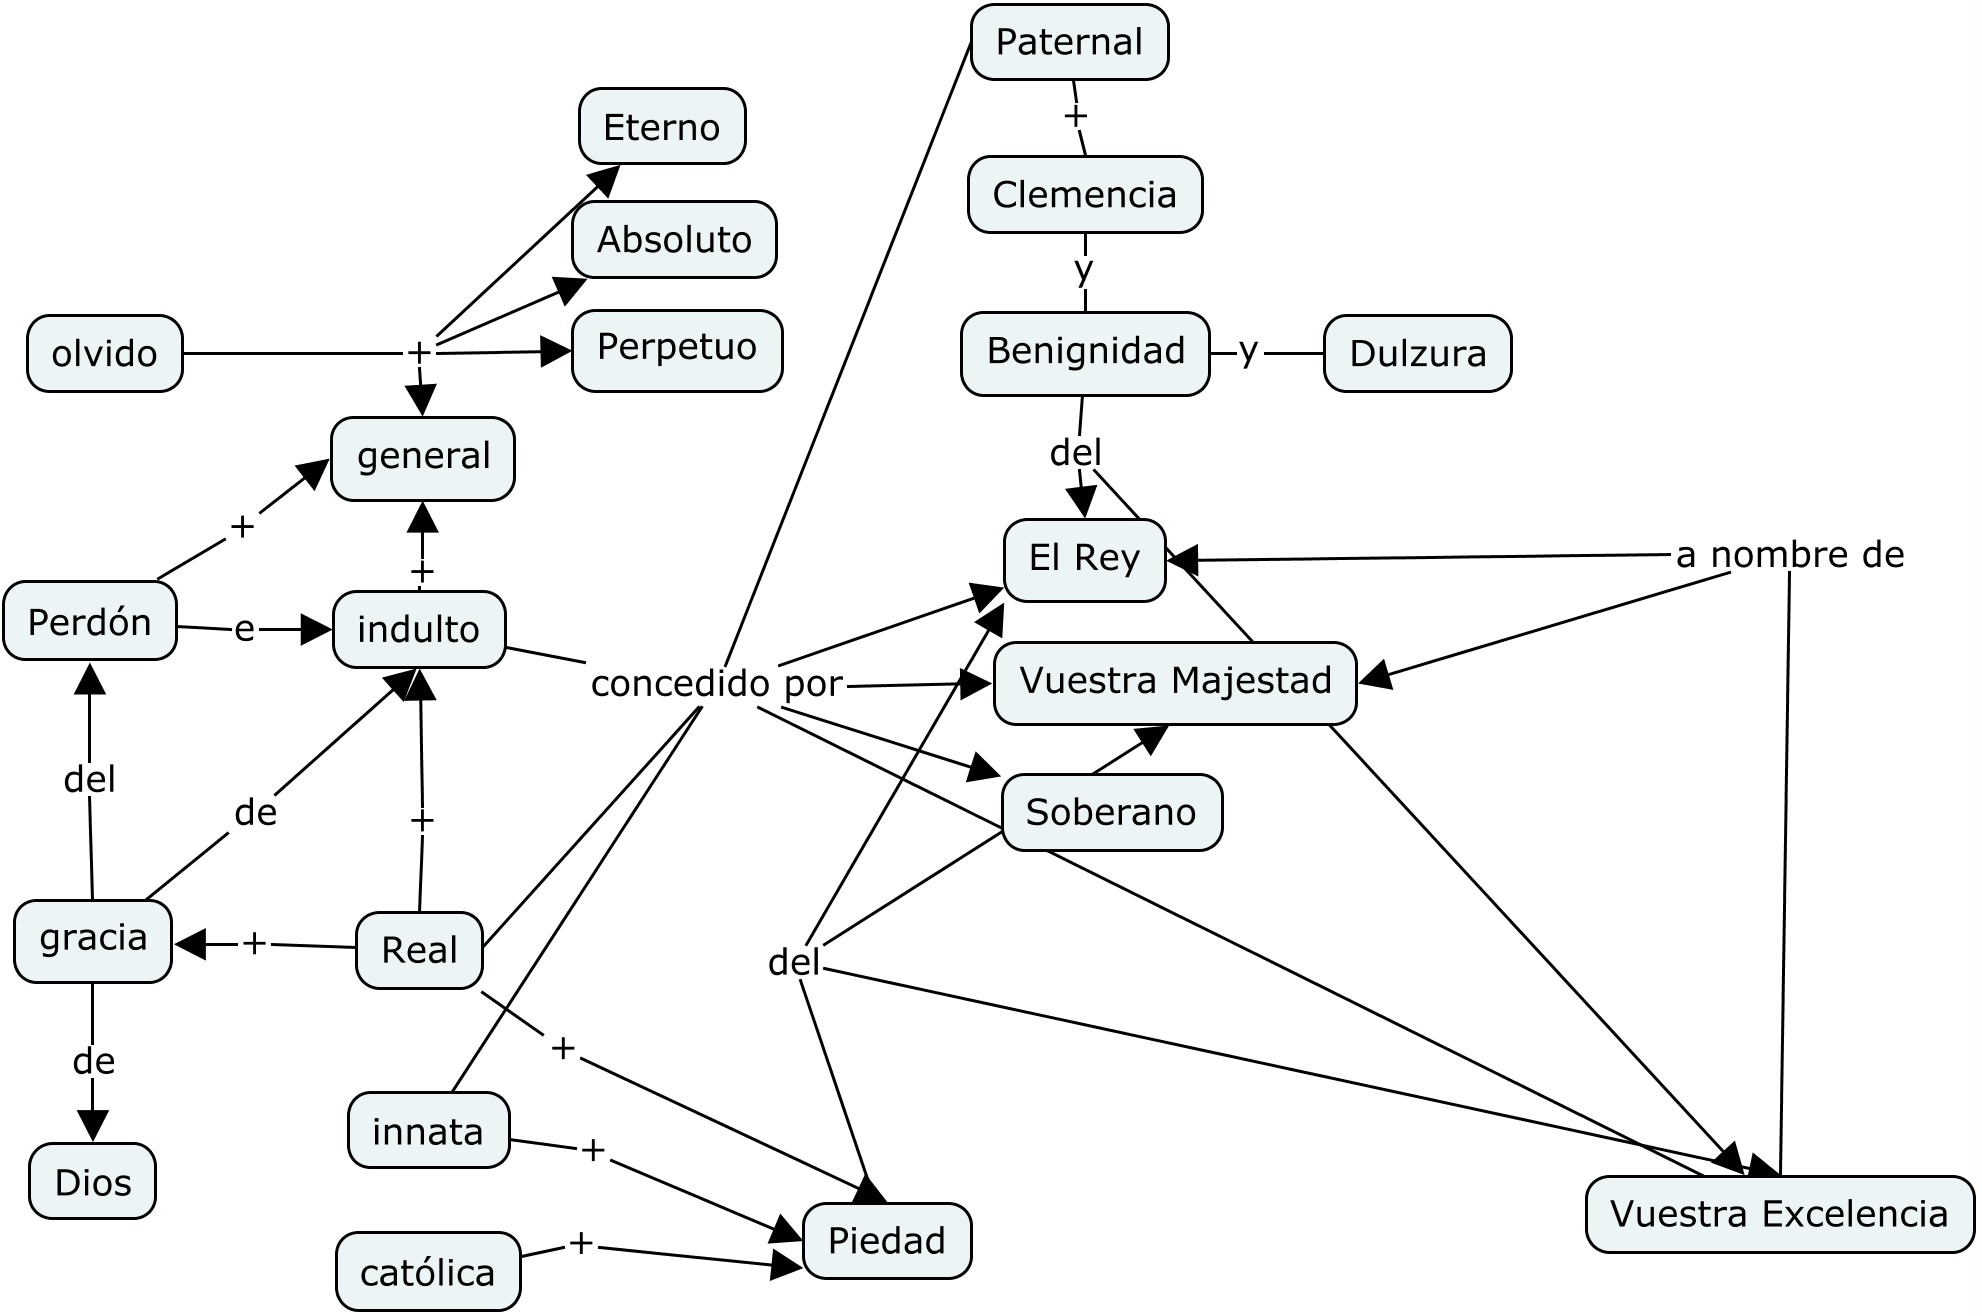 Paternal
+
Eterno
Clemencia
Absoluto
y
olvido
+
Perpetuo
Benignidad
y
Dulzura
general
del
+
+
El Rey
a nombre de
Perdón
e
indulto
concedido por
Vuestra Majestad
del
de
+
Soberano
gracia
+
Real
del
de
+
innata
+
Dios
Piedad
Vuestra Excelencia
católica
+